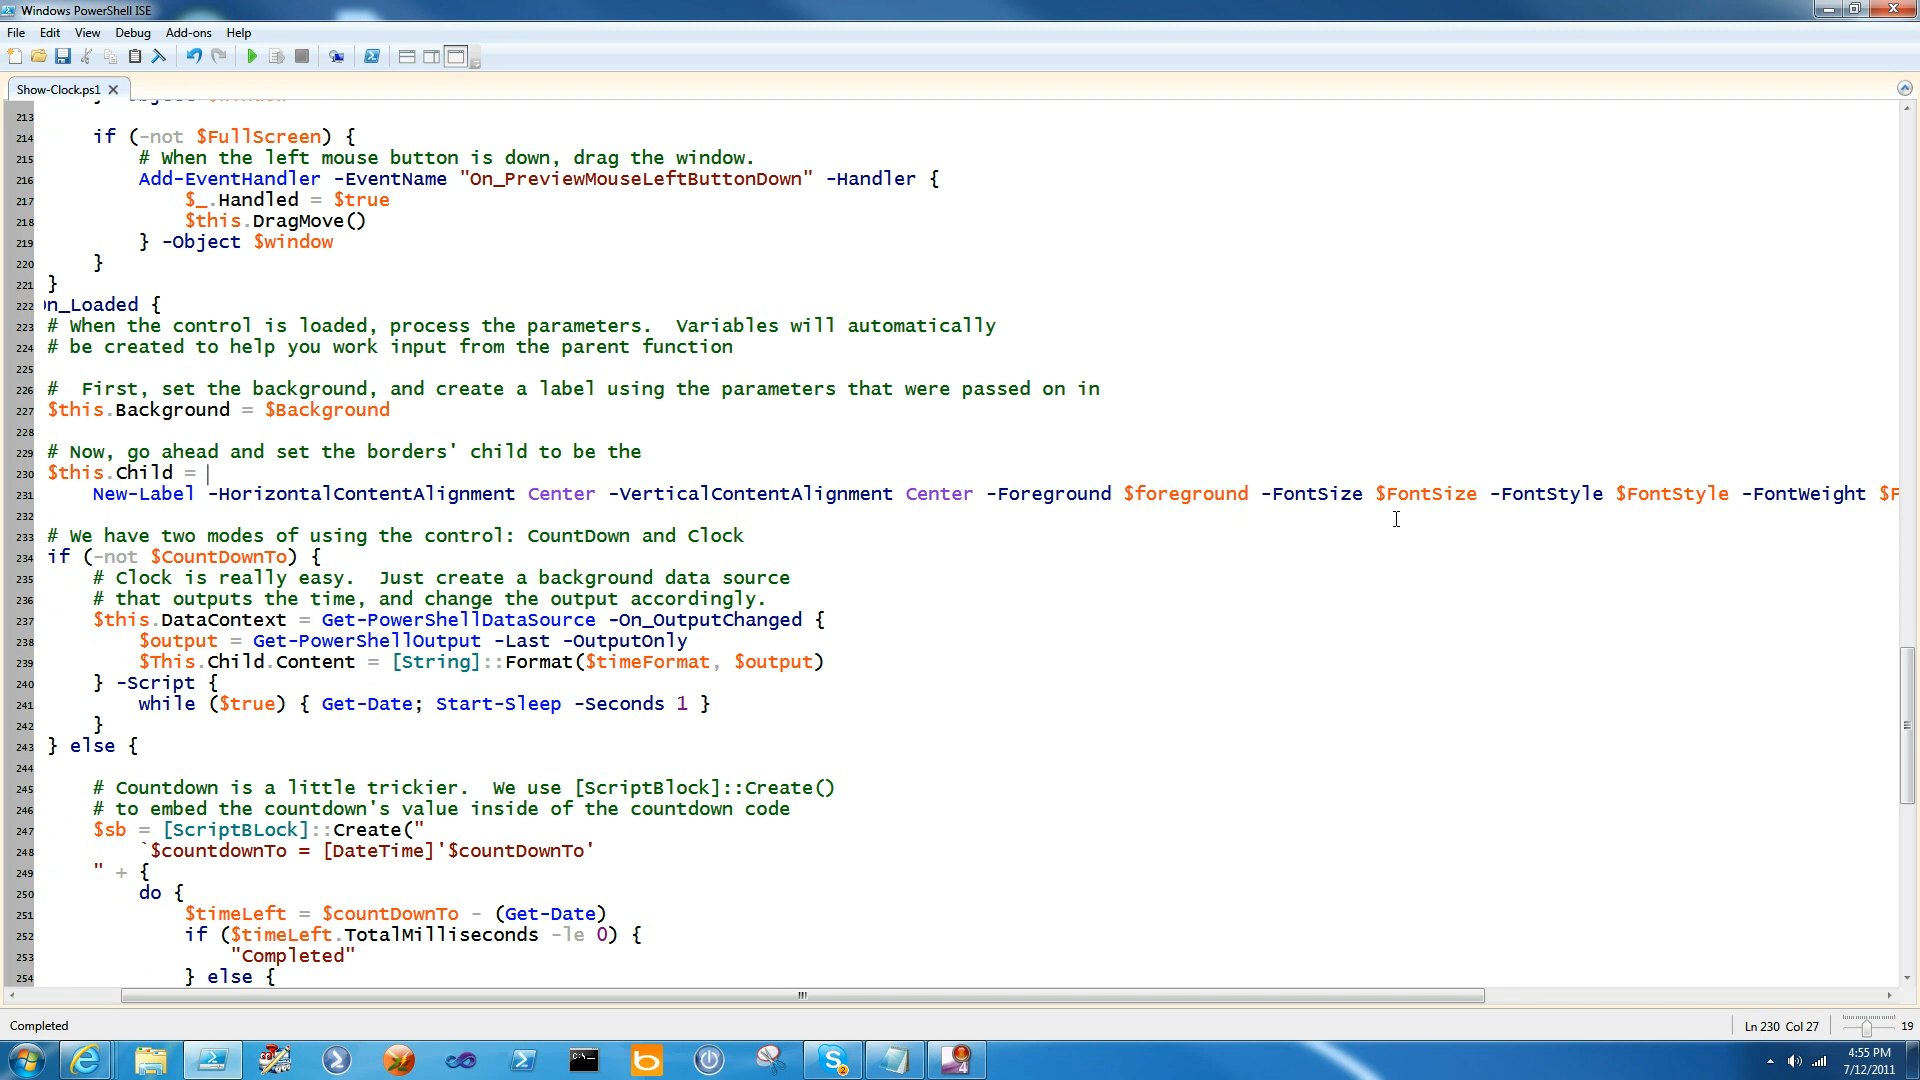 Windows PowerShell ISE
File Edit View Debug Add-ons Help
Show-Clock.ps1
213
214 if (-not $FullScreen) {
215 # When the left mouse button is down, drag the window.
216 Add-EventHandler -EventName "On_PreviewMouseLeftButtonDown" -Handler {
217 $_.Handled = $true
218 $this.DragMove()
219 } -Object $window
220 }
221 }
222 n_Loaded {
223 # When the control is loaded, process the parameters.  Variables will automatically
224 # be created to help you work input from the parent function
225
226 #  First, set the background, and create a label using the parameters that were passed on in
227 $this.Background = $Background
228
229 # Now, go ahead and set the borders' child to be the
230 $this.Child =
231 New-Label -HorizontalContentAlignment Center -VerticalContentAlignment Center -Foreground $foreground -FontSize $FontSize -FontStyle $FontStyle -FontWeight $F
232
233 # We have two modes of using the control: CountDown and Clock
234 if (-not $CountDownTo) {
235 # Clock is really easy.  Just create a background data source
236 # that outputs the time, and change the output accordingly.
237 $this.DataContext = Get-PowerShellDataSource -On_OutputChanged {
238 $output = Get-PowerShellOutput -Last -OutputOnly
239 $This.Child.Content = [String]::Format($timeFormat, $output)
240 } -Script {
241 while ($true) { Get-Date; Start-Sleep -Seconds 1 }
242 }
243 } else {
244
245 # Countdown is a little trickier.  We use [ScriptBlock]::Create()
246 # to embed the countdown's value inside of the countdown code
247 $sb = [ScriptBLock]::Create("
248 `$countdownTo = [DateTime]'$countDownTo'
249 " + {
250 do {
251 $timeLeft = $countDownTo - (Get-Date)
252 if ($timeLeft.TotalMilliseconds -le 0) {
253 "Completed"
254 } else {
Completed
Ln 230 Col 27
19
4:55 PM
7/12/2011